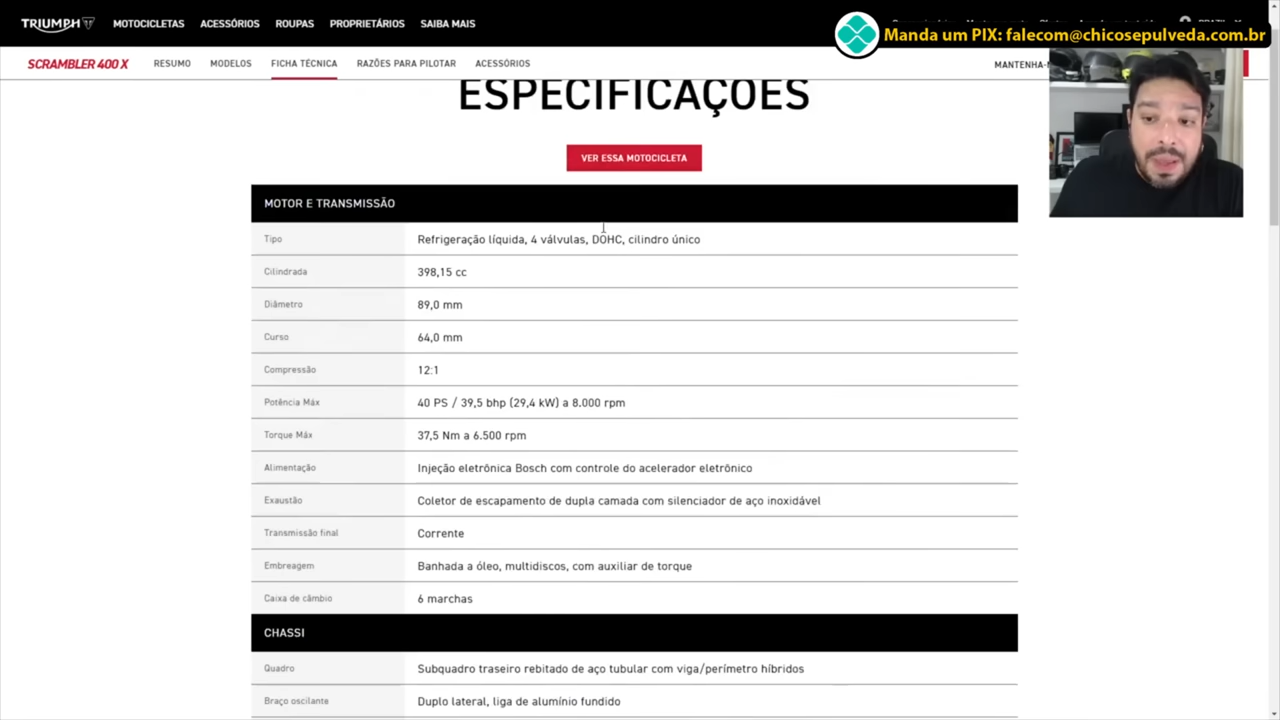 TRIUMPH MOTOCICLETAS ACESSÓRIOS ROUPAS PROPRIETÁRIOS SAIBA MAIS
Manda um PIX: falecom@chicosepulveda.com.br
SCRAMBLER 400 X RESUMO MODELOS FICHA TÉCNICA RAZÕES PARA PILOTAR ACESSÓRIOS
ESPECIFICAÇÕES
VER ESSA MOTOCICLETA
MOTOR E TRANSMISSÃO
Tipo Refrigeração líquida, 4 válvulas, DOHC, cilindro único
Cilindrada 398,15 cc
Diâmetro 89,0 mm
Curso 64,0 mm
Compressão 12:1
Potência Máx 40 PS / 39,5 bhp (29,4 kW) a 8.000 rpm
Torque Máx 37,5 Nm a 6.500 rpm
Alimentação Injeção eletrônica Bosch com controle do acelerador eletrônico
Exaustão Coletor de escapamento de dupla camada com silenciador de aço inoxidável
Transmissão final Corrente
Embreagem Banhada a óleo, multidiscos, com auxiliar de torque
Caixa de câmbio 6 marchas
CHASSI
Quadro Subquadro traseiro rebitado de aço tubular com viga/perímetro híbridos
Braço oscilante Duplo lateral, liga de alumínio fundido